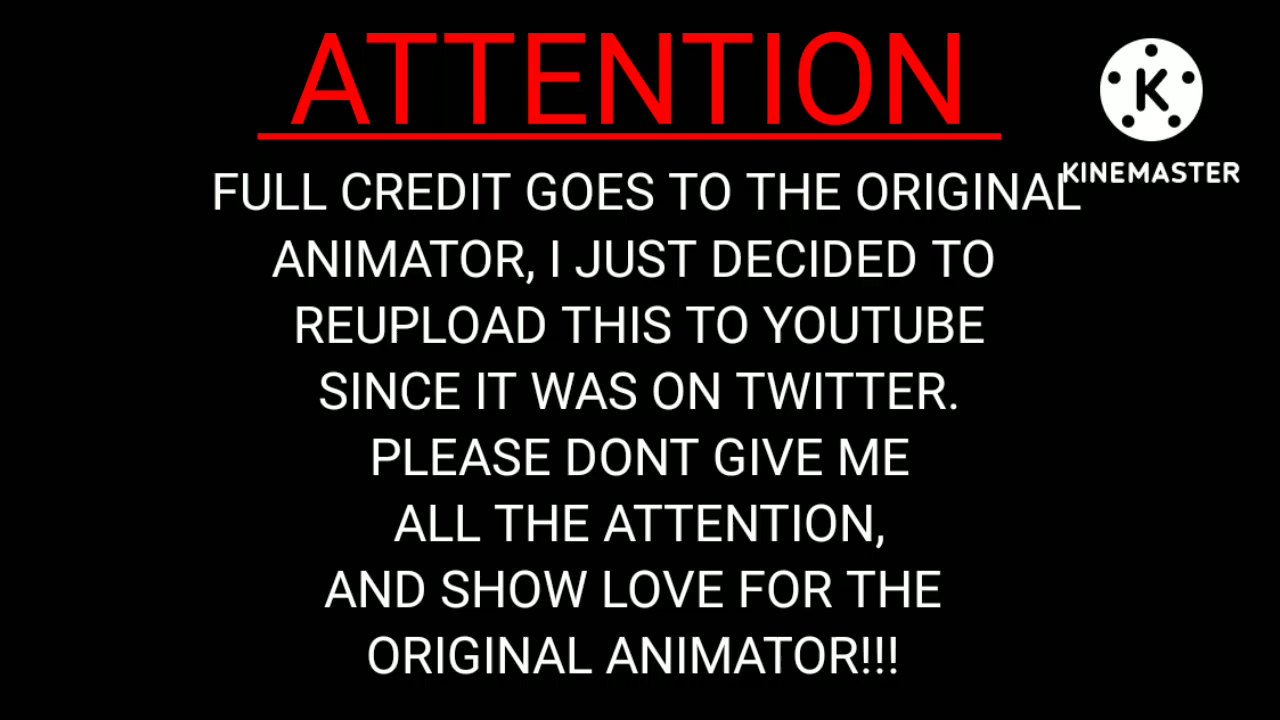 ATTENTION
K
KINEMASTER
FULL CREDIT GOES TO THE ORIGINAL
ANIMATOR, I JUST DECIDED TO
REUPLOAD THIS TO YOUTUBE
SINCE IT WAS ON TWITTER.
PLEASE DONT GIVE ME
ALL THE ATTENTION,
AND SHOW LOVE FOR THE
ORIGINAL ANIMATOR!!!